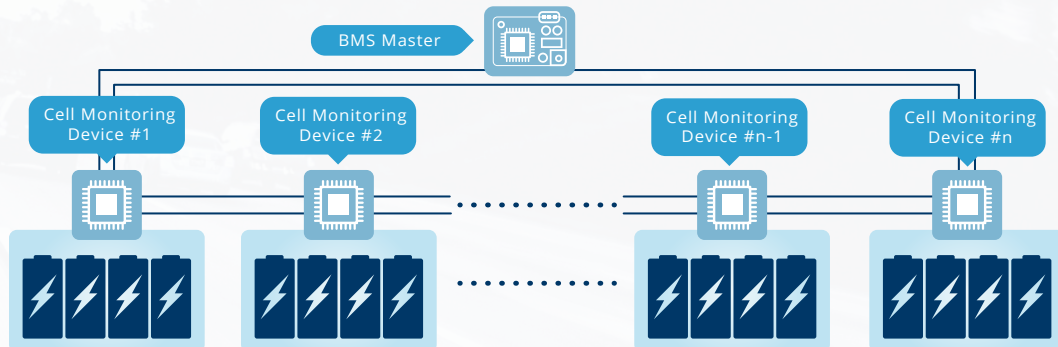 BMS Master
Cell Monitoring
Device #1
Cell Monitoring
Device #2
Cell Monitoring
Device #n-1
Cell Monitoring
Device #n